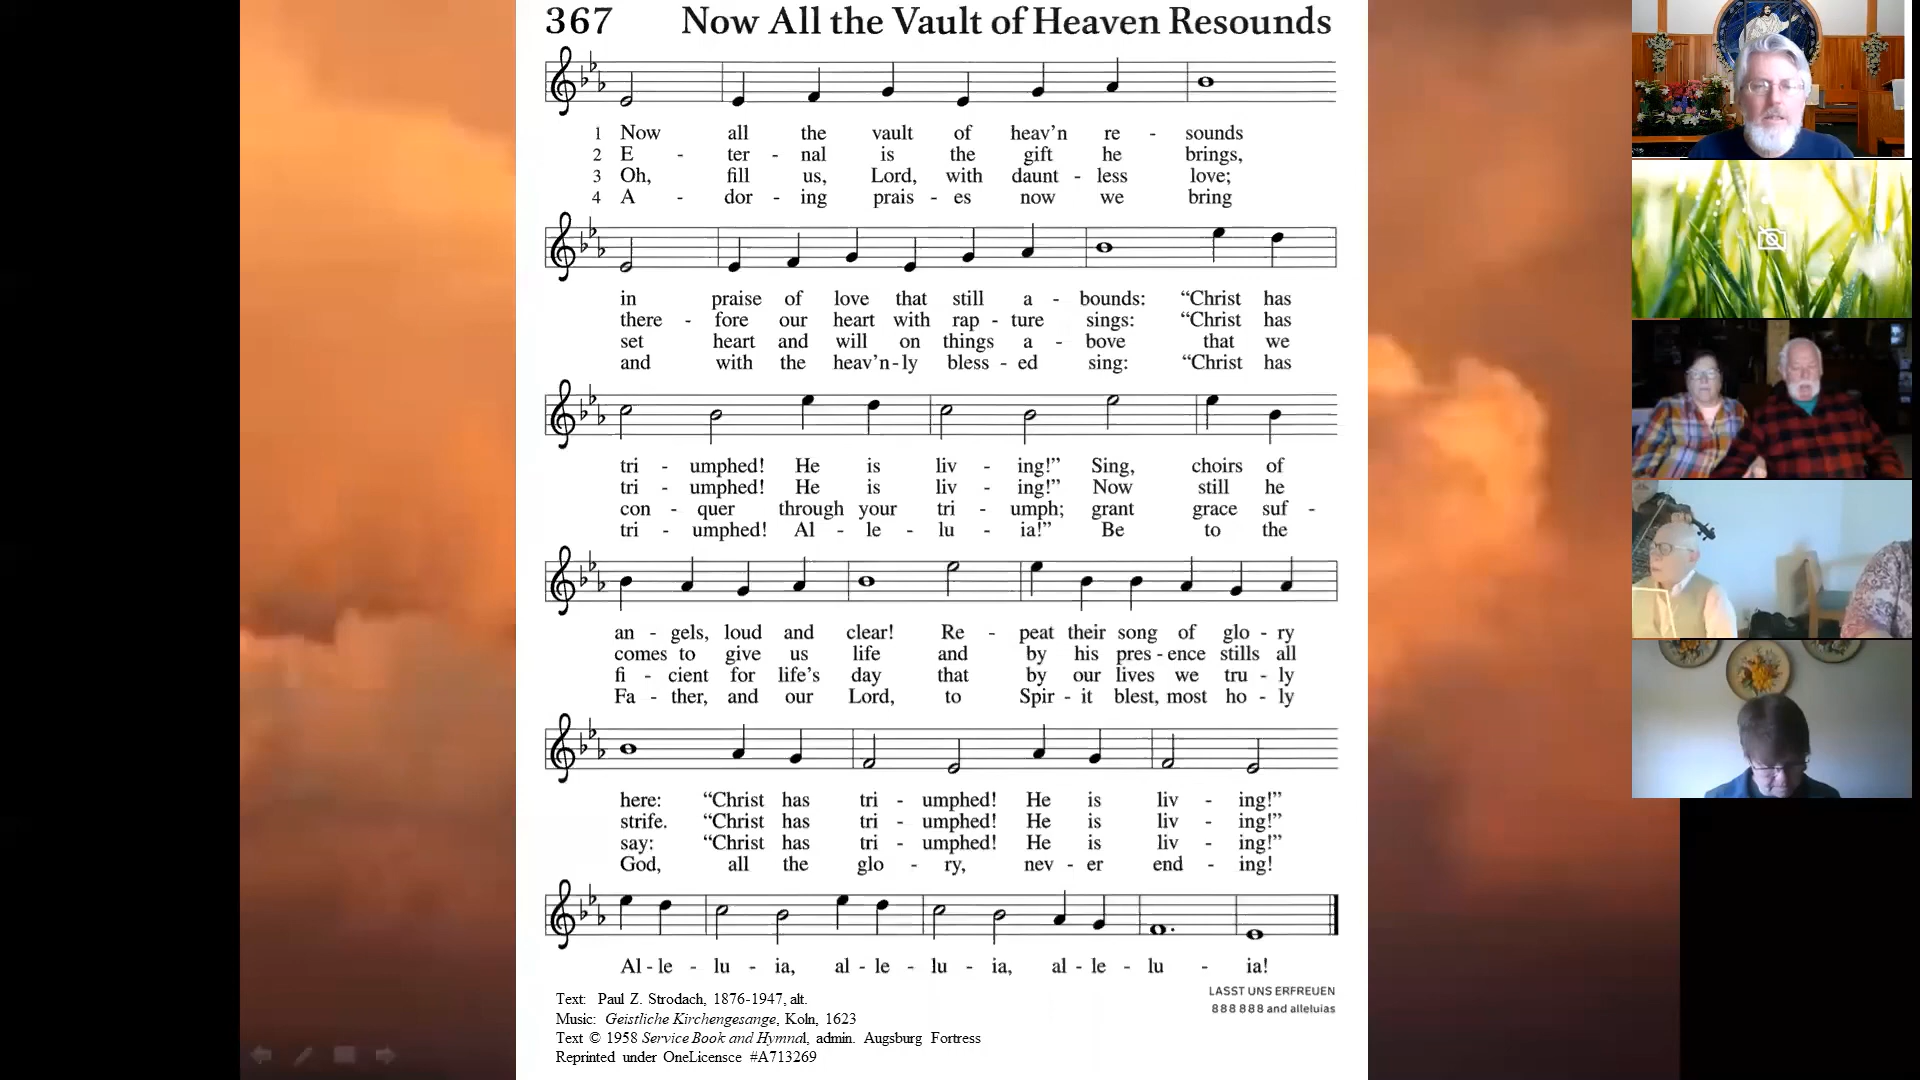 367 Now All the Vault of Heaven Resounds
1 Now all the vault of heav’n re - sounds
2 E - ter - nal is the gift he brings,
3 Oh, fill us, Lord, with daunt - less love;
4 A - dor - ing prais - es now we bring
in praise of love that still a - bounds: “Christ has
there - fore our heart with rap - ture sings: “Christ has
set heart and will on things a - bove that we
and with the heav’n - ly bless - ed sing: “Christ has
tri - umphed! He is liv - ing!” Sing, choirs of
tri - umphed! He is liv - ing!” Now still he
con - quer through your tri - umph; grant grace suf -
tri - umphed! Al - le - lu - ia!” Be to the
an - gels, loud and clear! Re - peat their song of glo - ry
comes to give us life and by his pres - ence stills all
fi - cient for life’s day that by our lives we tru - ly
Fa - ther, and our Lord, to Spir - it blest, most ho - ly
here: “Christ has tri - umphed! He is liv - ing!”
strife. “Christ has tri - umphed! He is liv - ing!”
say: “Christ has tri - umphed! He is liv - ing!”
God, all the glo - ry, nev - er end - ing!
Al - le - lu - ia, al - le - lu - ia, al - le - lu - ia!
Text: Paul Z. Strodach, 1876-1947, alt.
Music: Geistliche Kirchengesange, Koln, 1623
Text © 1958 Service Book and Hymnal, admin. Augsburg Fortress
Reprinted under OneLicensce #A713269
LASST UNS ERFREUEN
888 888 and alleluias